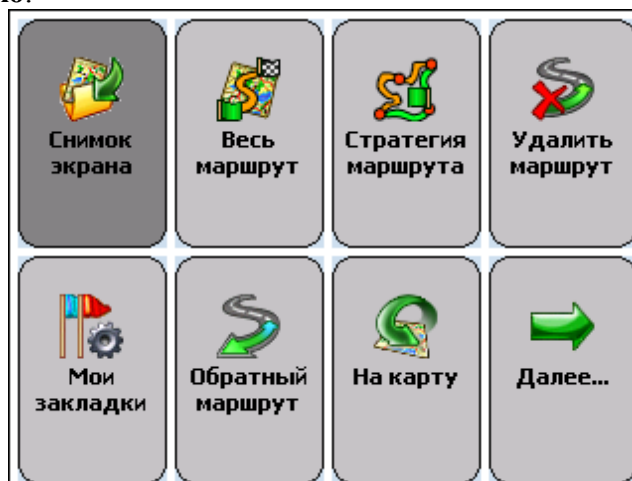 Снимок
экрана
Весь
маршрут
Стратегия
маршрута
Удалить
маршрут
Мои
закладки
Обратный
маршрут
На карту
Далее...